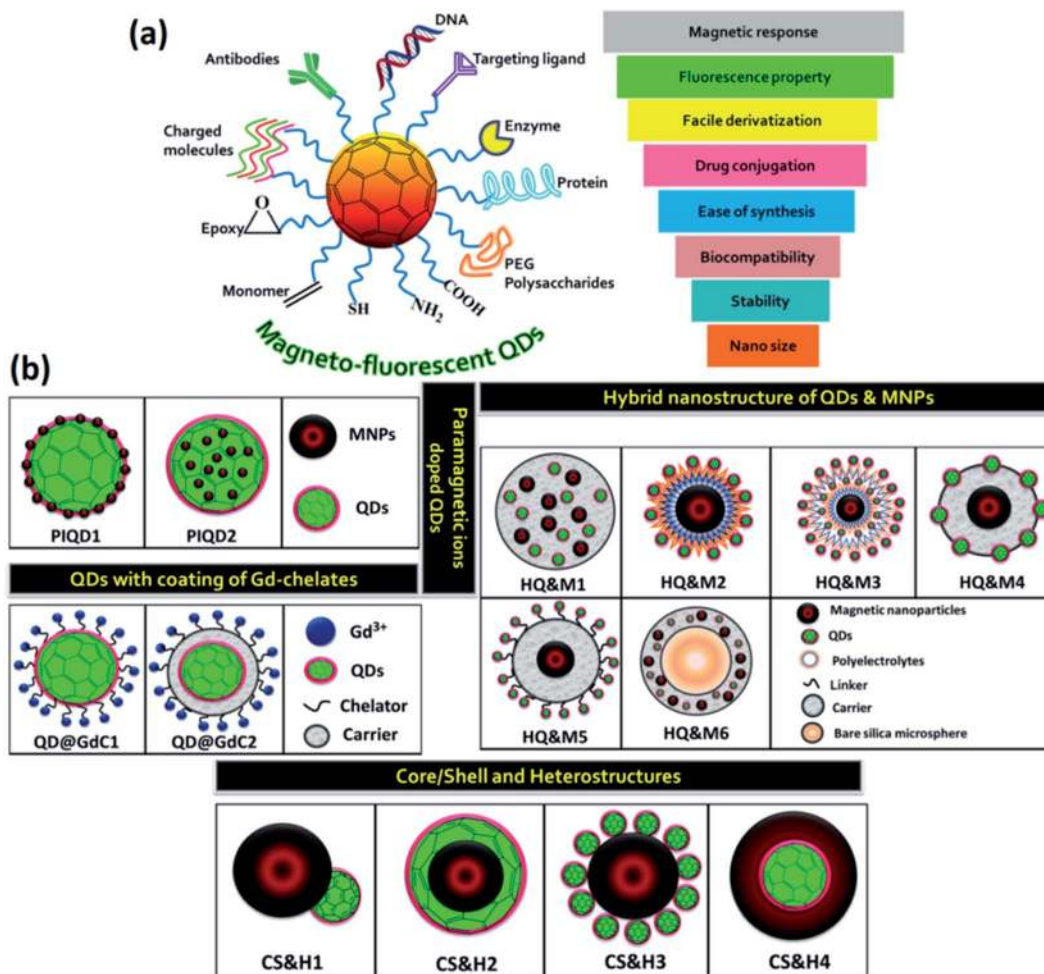 (a)
DNA
Antibodies
Targeting ligand
Charged
molecules
Enzyme
Protein
O
Epoxy
PEG
Polysaccharides
Monomer
SH
NH2
COOH
Magneto-fluorescent QDs
Magnetic response
Fluorescence property
Facile derivatization
Drug conjugation
Ease of synthesis
Biocompatibility
Stability
Nano size
(b)
PIQD1
PIQD2
MNPs
QDs
Paramagnetic ions
doped QDs
QDs with coating of Gd-chelates
QD@GdC1
QD@GdC2
Gd3+
QDs
Chelator
Carrier
Hybrid nanostructure of QDs & MNPs
HQ&M1
HQ&M2
HQ&M3
HQ&M4
HQ&M5
HQ&M6
Magnetic nanoparticles
QDs
Polyelectrolytes
Linker
Carrier
Bare silica microsphere
Core/Shell and Heterostructures
CS&H1
CS&H2
CS&H3
CS&H4